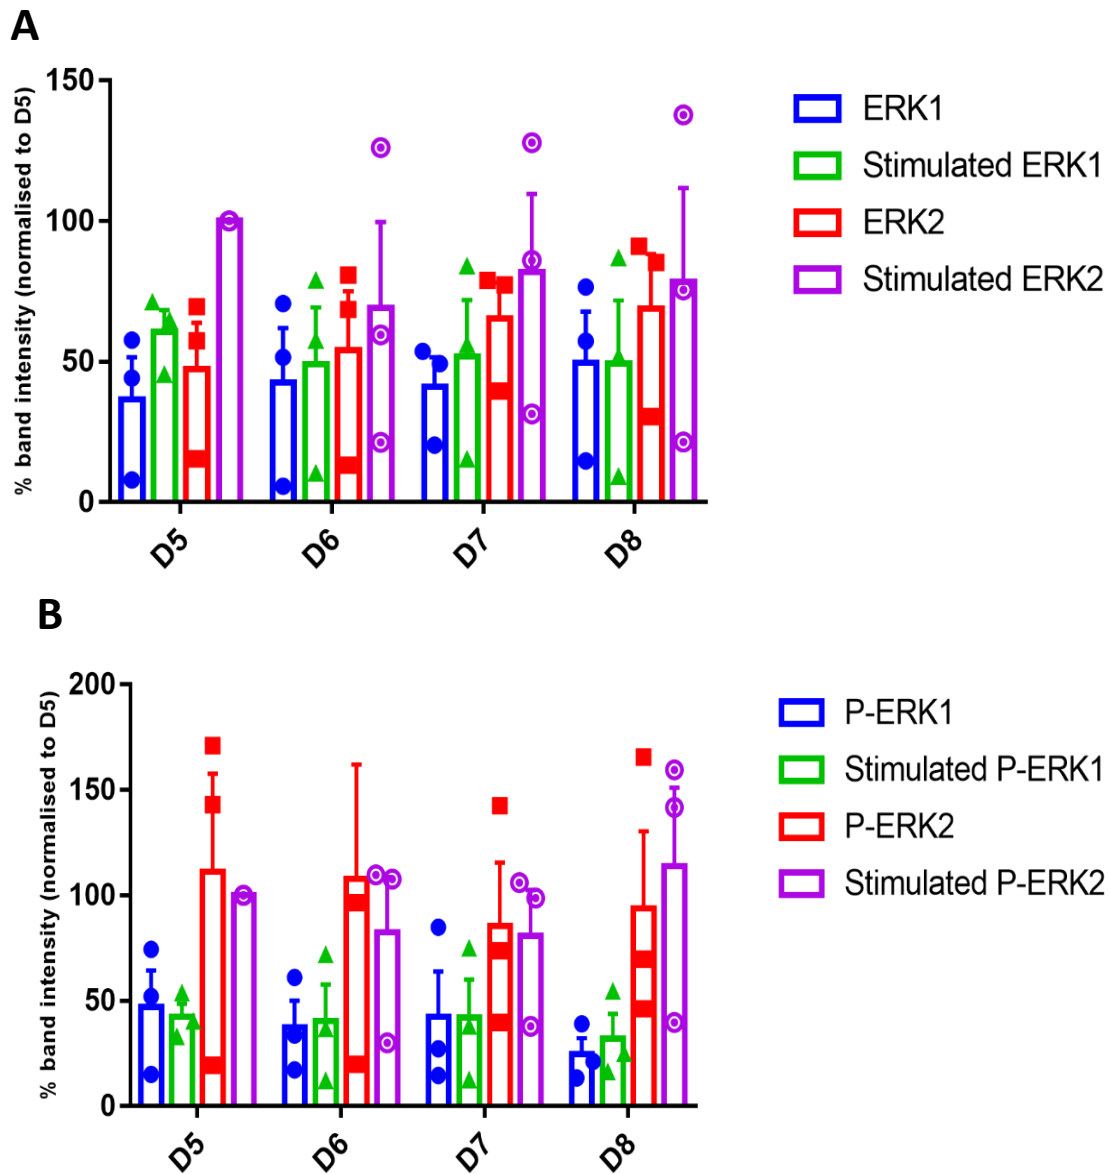 A
% band intensity (normalised to D5)
150
100
50
0
D5
D6
D7
D8
ERK1
Stimulated ERK1
ERK2
Stimulated ERK2
B
% band intensity (normalised to D5)
200
150
100
50
0
D5
D6
D7
D8
P-ERK1
Stimulated P-ERK1
P-ERK2
Stimulated P-ERK2